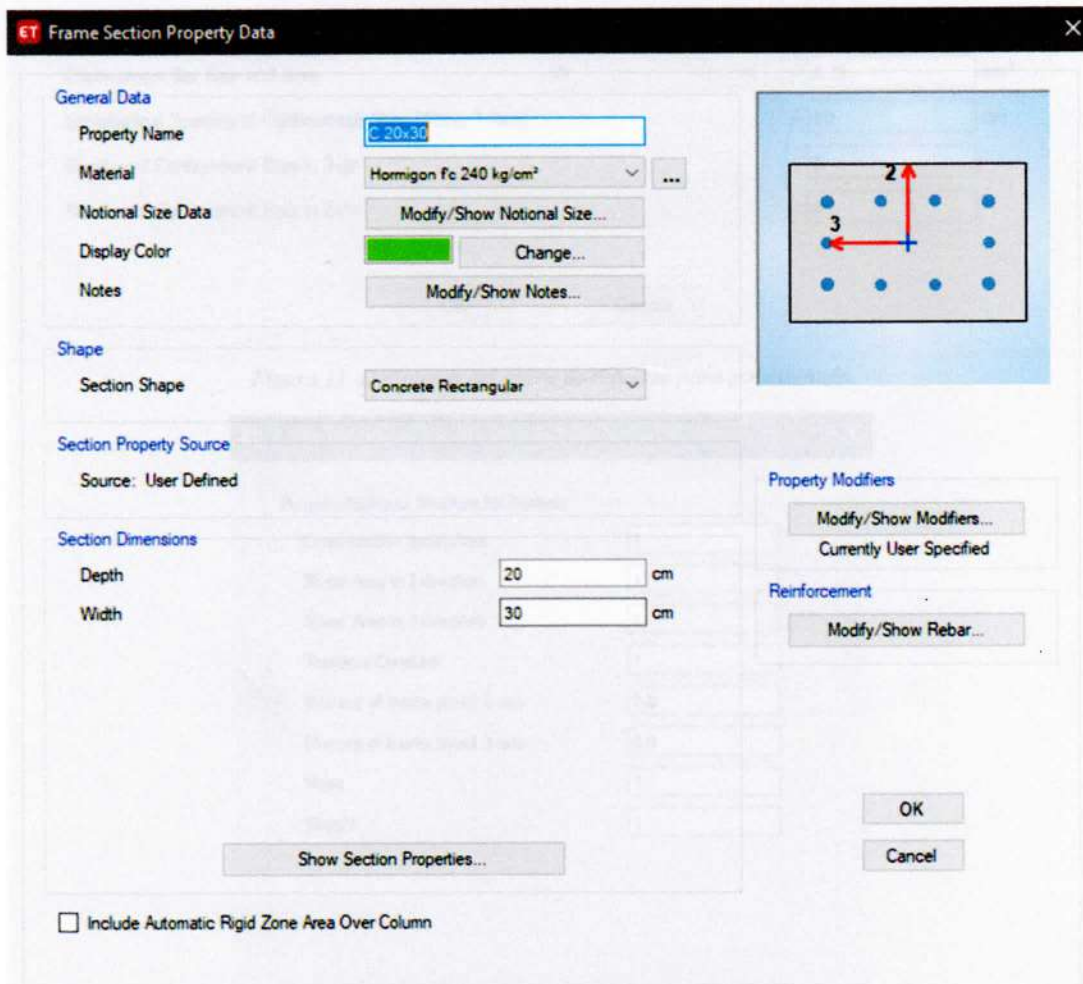 ET Frame Section Property Data
General Data
Property Name C 20x30
Material Hormigon f'c 240 kg/cm² ...
Notional Size Data Modify/Show Notional Size...
Display Color Change...
Notes Modify/Show Notes...
2
3
Shape
Section Shape Concrete Rectangular
Section Property Source
Source: User Defined
Property Modifiers
Modify/Show Modifiers...
Currently User Specified
Section Dimensions
Depth 20 cm
Width 30 cm
Reinforcement
Modify/Show Rebar...
OK
Show Section Properties...
Cancel
Include Automatic Rigid Zone Area Over Column